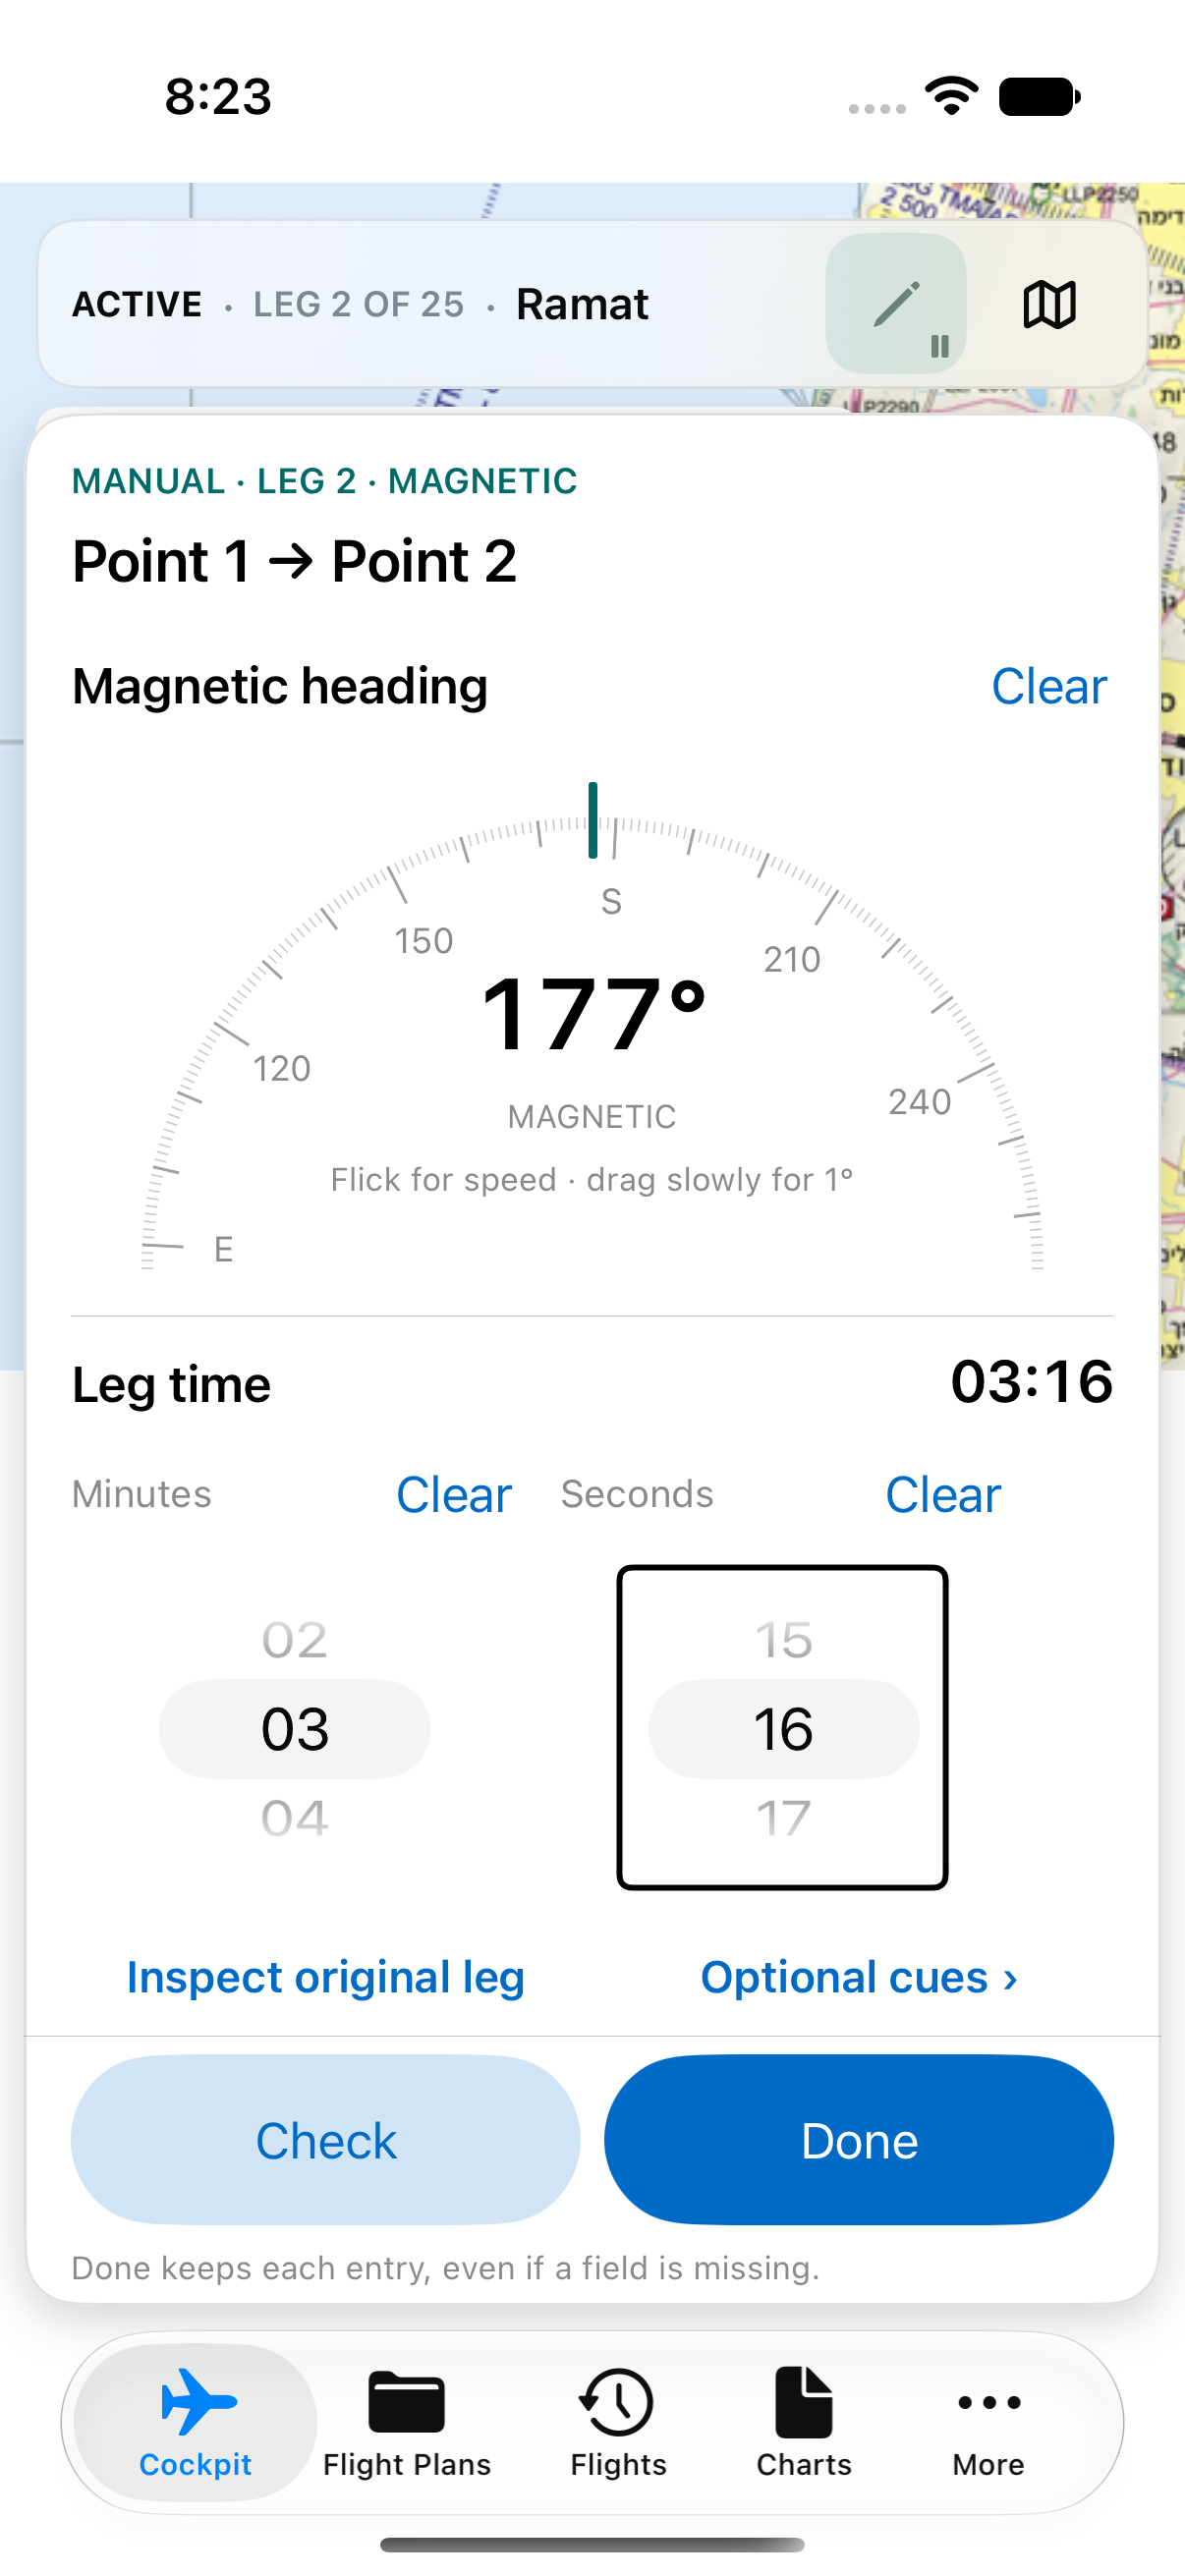 8:23
LLP2250
2 500
ACTIVE · LEG 2 OF 25 · Ramat
MANUAL · LEG 2 · MAGNETIC
Point 1 → Point 2
Magnetic heading Clear
S
150 210
177°
120 240
MAGNETIC
Flick for speed · drag slowly for 1°
E
Leg time 03:16
Minutes Clear Seconds Clear
02 15
03 16
04 17
Inspect original leg Optional cues ›
Check Done
Done keeps each entry, even if a field is missing.
Cockpit Flight Plans Flights Charts More